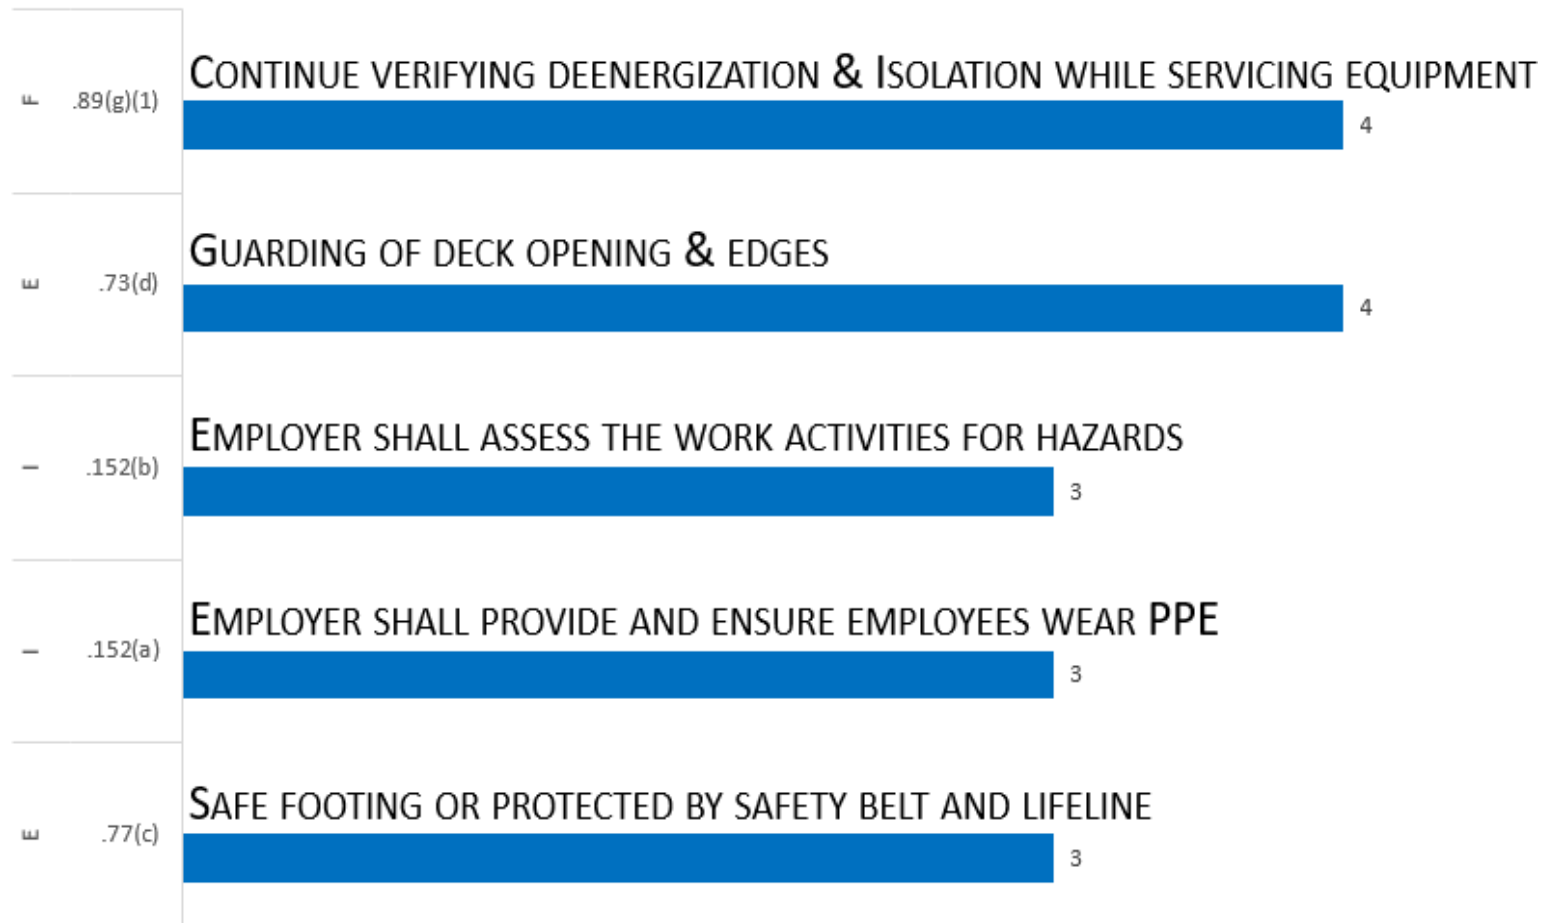 CONTINUE VERIFYING DEENERGIZATION & ISOLATION WHILE SERVICING EQUIPMENT
F .89(g)(1) 4
GUARDING OF DECK OPENING & EDGES
E .73(d) 4
EMPLOYER SHALL ASSESS THE WORK ACTIVITIES FOR HAZARDS
I .152(b) 3
EMPLOYER SHALL PROVIDE AND ENSURE EMPLOYEES WEAR PPE
I .152(a) 3
SAFE FOOTING OR PROTECTED BY SAFETY BELT AND LIFELINE
E .77(c) 3